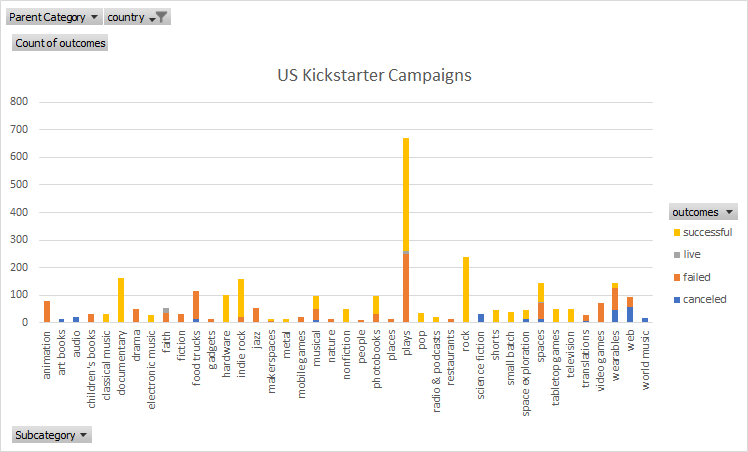 Parent Category country
Count of outcomes
US Kickstarter Campaigns
800
700
600
500
400
300
200
100
0
animation
art books
audio
children's books
classical music
documentary
drama
electronic music
faith
fiction
food trucks
gadgets
hardware
indie rock
jazz
makerspaces
metal
mobile games
musical
nature
nonfiction
people
photobooks
places
plays
pop
radio & podcasts
restaurants
rock
science fiction
shorts
small batch
space exploration
spaces
tabletop games
television
translations
video games
wearables
web
world music
outcomes
successful
live
failed
canceled
Subcategory